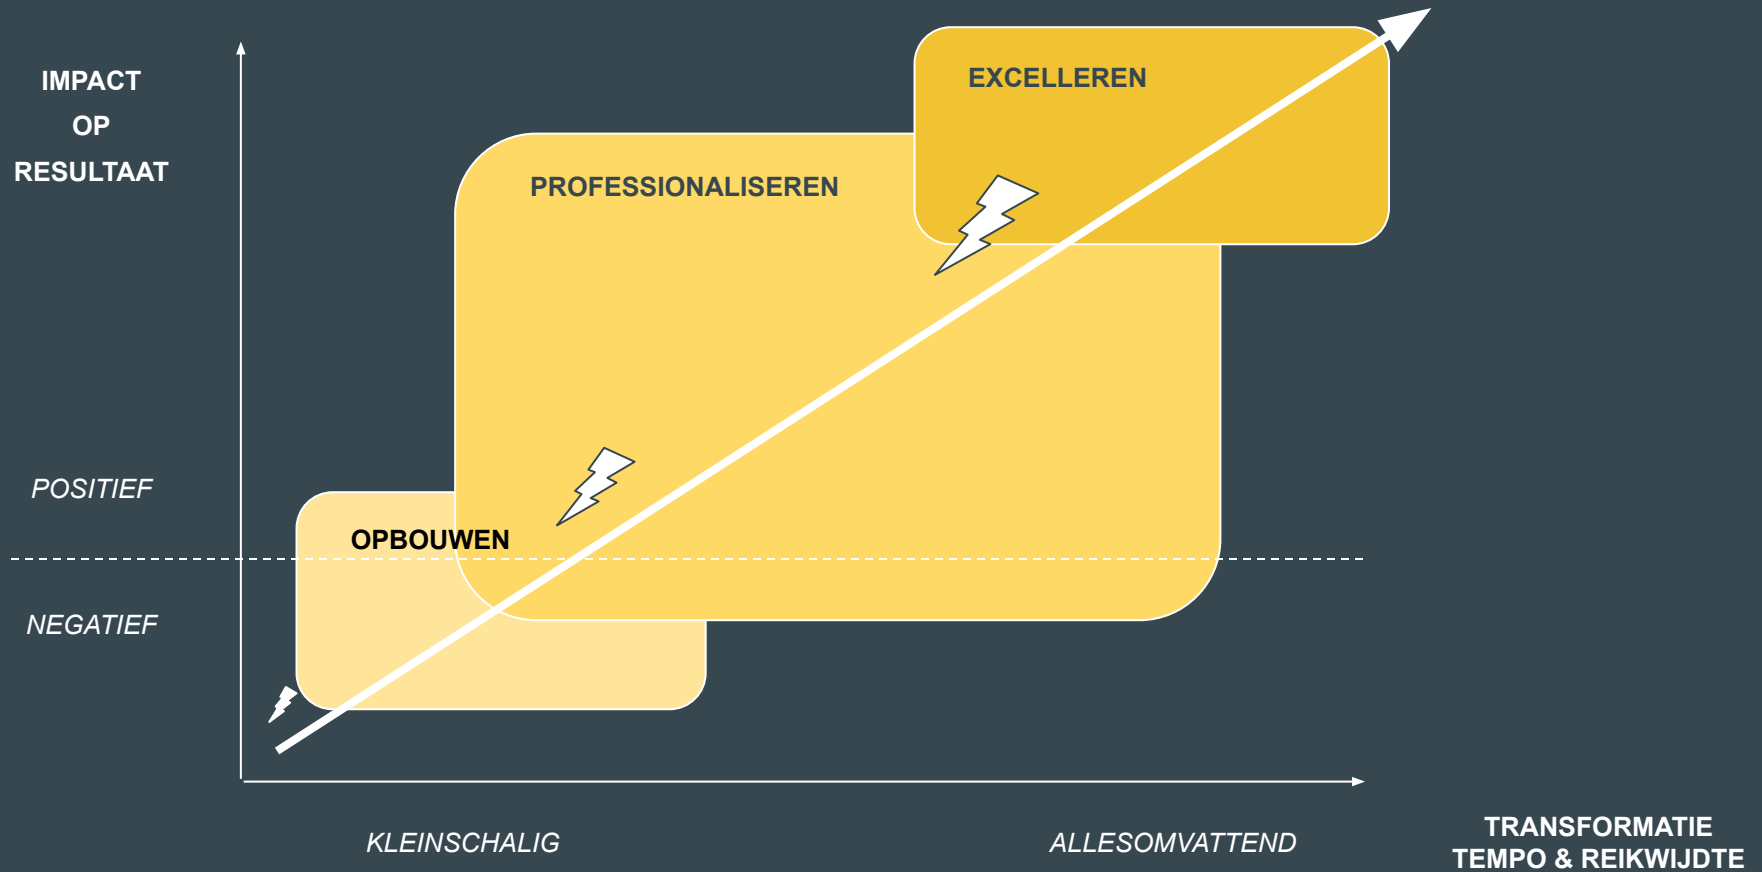 IMPACT
OP
RESULTAAT
EXCELLEREN
PROFESSIONALISEREN
POSITIEF
OPBOUWEN
NEGATIEF
KLEINSCHALIG
ALLESOMVATTEND
TRANSFORMATIE
TEMPO & REIKWIJDTE